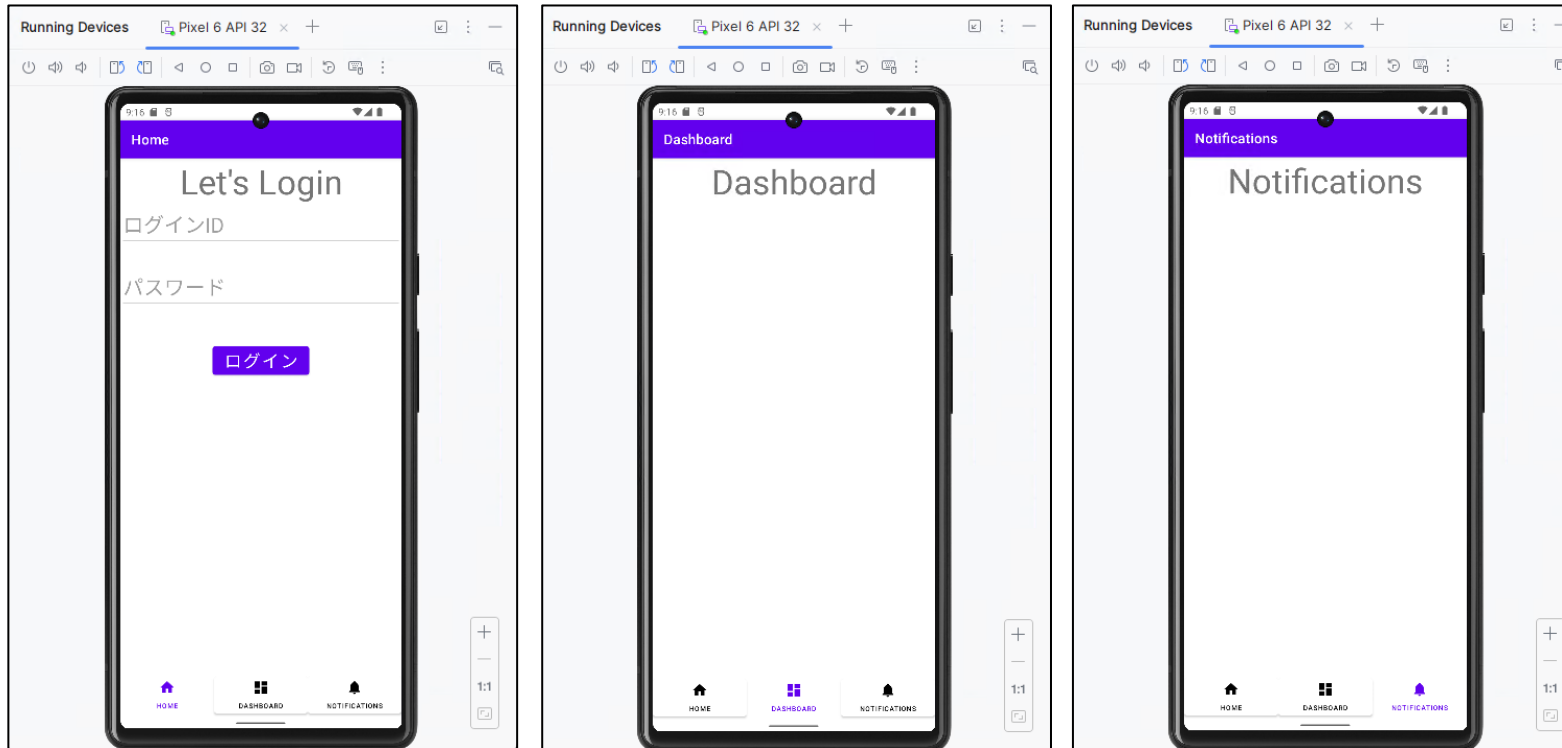 Running Devices Pixel 6 API 32
9:16
Home
Let's Login
ログインID
パスワード
ログイン
1:1
HOME DASHBOARD NOTIFICATIONS
Running Devices Pixel 6 API 32
9:16
Dashboard
Dashboard
1:1
HOME DASHBOARD NOTIFICATIONS
Running Devices Pixel 6 API 32
9:16
Notifications
Notifications
1:1
HOME DASHBOARD NOTIFICATIONS